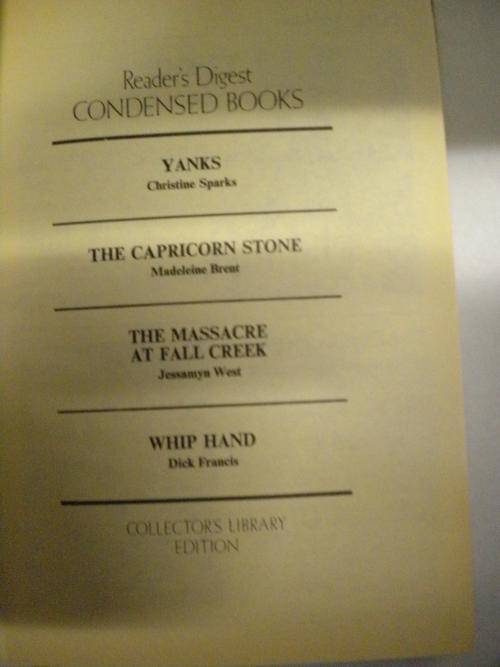 Reader's Digest
CONDENSED BOOKS
YANKS
Christine Sparks
THE CAPRICORN STONE
Madeleine Brent
THE MASSACRE
AT FALL CREEK
Jessamyn West
WHIP HAND
Dick Francis
COLLECTOR'S LIBRARY
EDITION